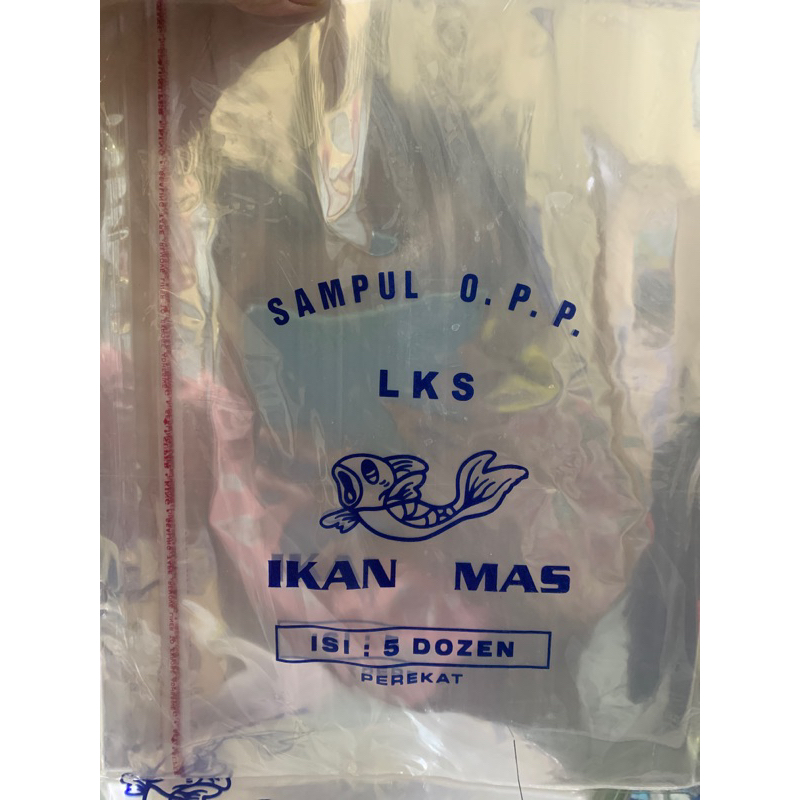 SAMPUL O.P.P.
LKS
IKAN MAS
ISI : 5 DOZEN
PEREKAT